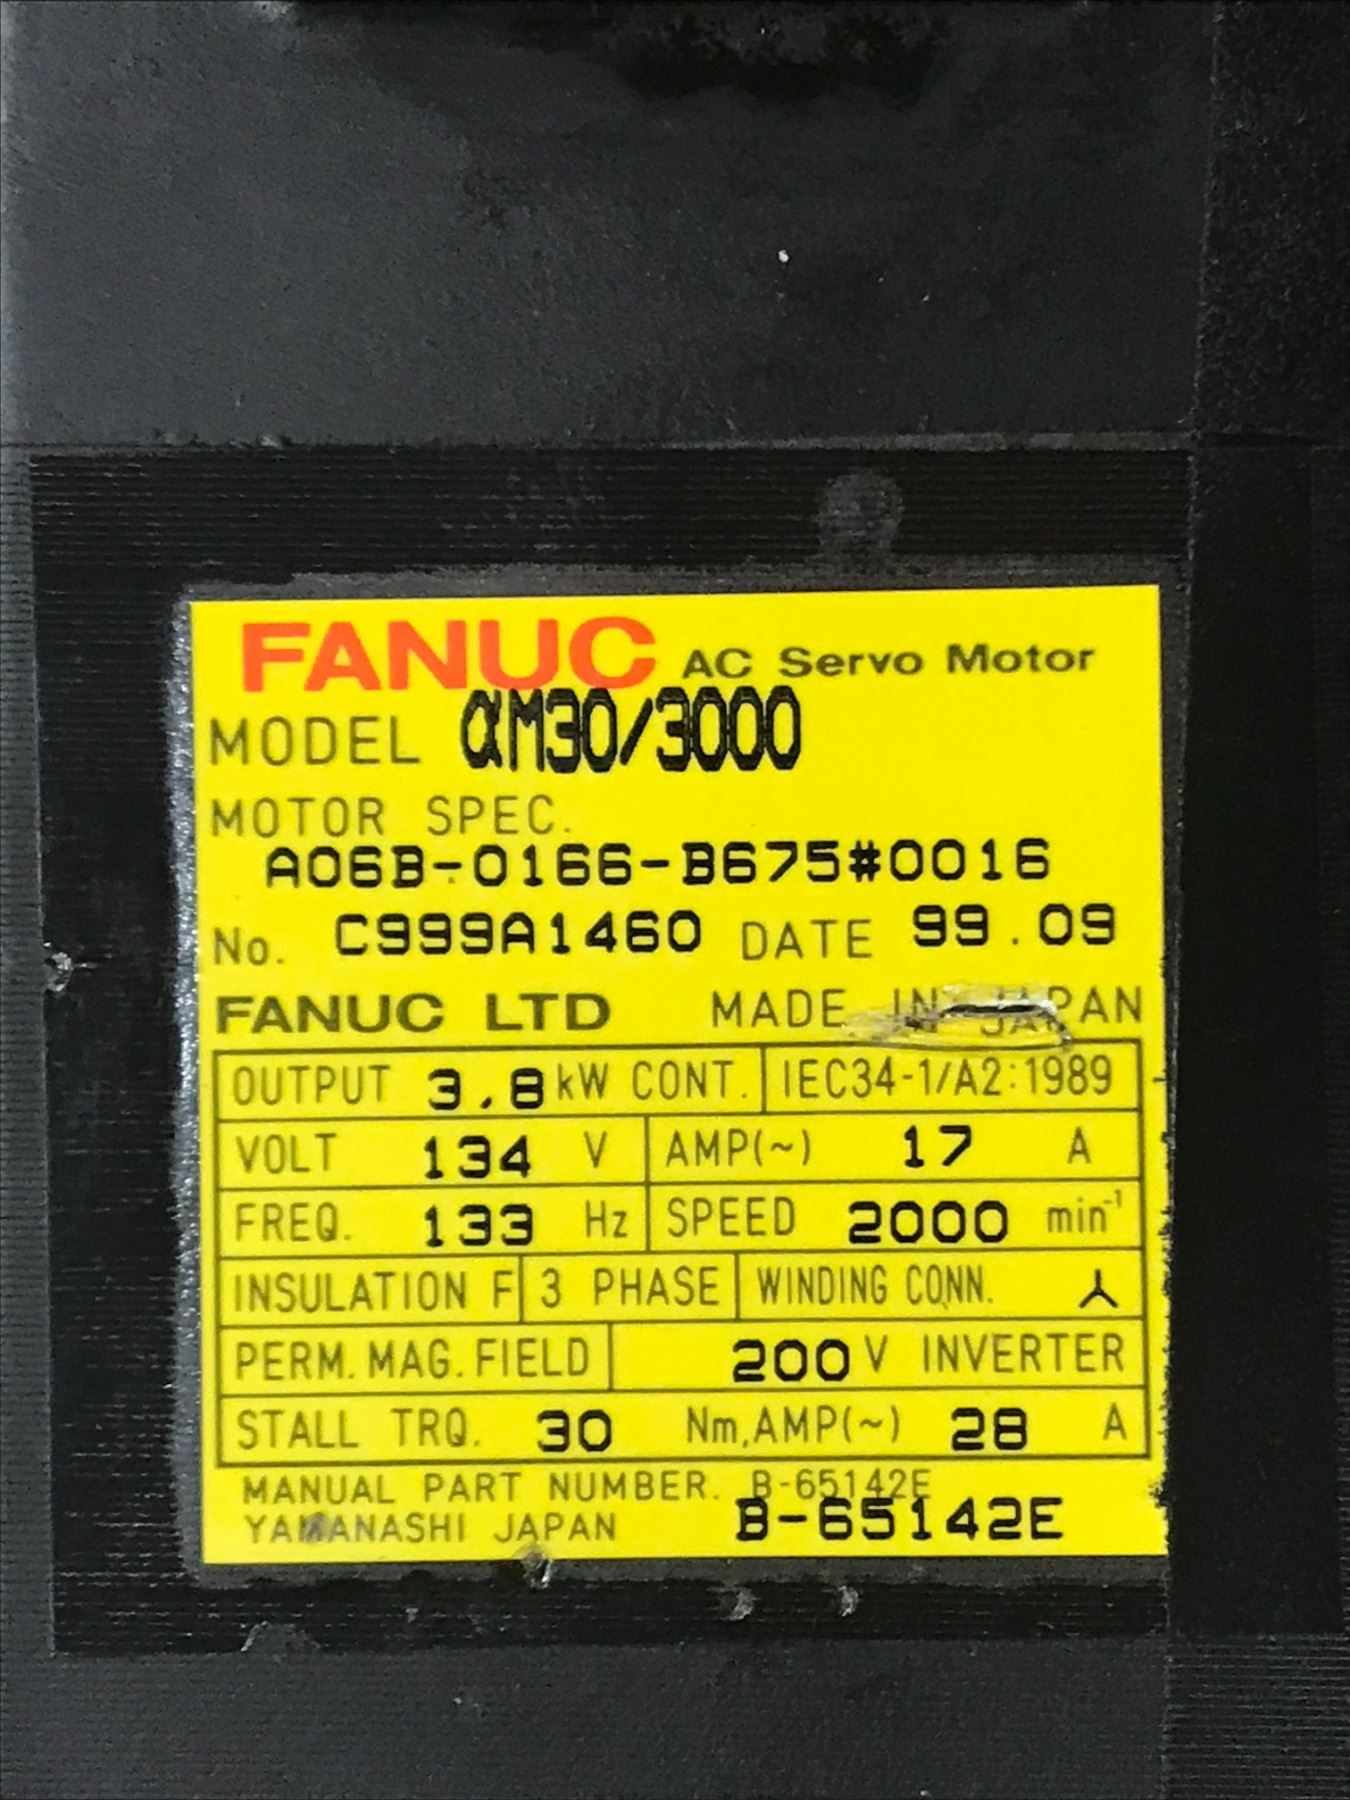 FANUC AC Servo Motor
MODEL αM30/3000
MOTOR SPEC.
A06B-0166-B675#0016
No. C999A1460 DATE 99.09
FANUC LTD MADE IN JAPAN
OUTPUT 3.8 kW CONT. IEC34-1/A2:1989
VOLT 134 V AMP(~) 17 A
FREQ. 133 Hz SPEED 2000 min⁻¹
INSULATION F 3 PHASE WINDING CONN.
PERM. MAG. FIELD 200 V INVERTER
STALL TRQ. 30 Nm, AMP(~) 28 A
MANUAL PART NUMBER. B-65142E
YAMANASHI JAPAN B-65142E